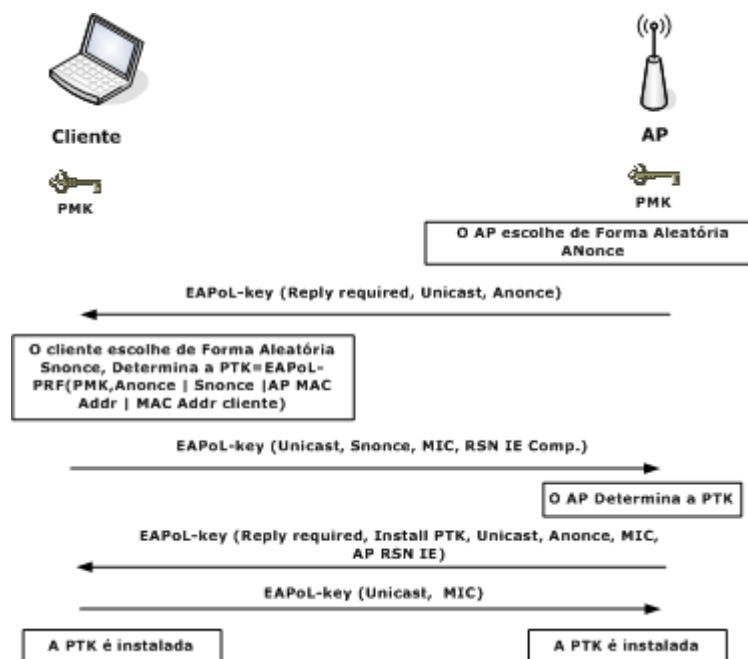 Cliente
AP
PMK
PMK
O AP escolhe de Forma Aleatória
ANonce
EAPoL-key (Reply required, Unicast, Anonce)
O cliente escolhe de Forma Aleatória
Snonce, Determina a PTK=EAPoL-
PRF(PMK,Anonce | Snonce |AP MAC
Addr | MAC Addr cliente)
EAPoL-key (Unicast, Snonce, MIC, RSN IE Comp.)
O AP Determina a PTK
EAPoL-key (Reply required, Install PTK, Unicast, Anonce, MIC,
AP RSN IE)
EAPoL-key (Unicast, MIC)
A PTK é instalada
A PTK é instalada